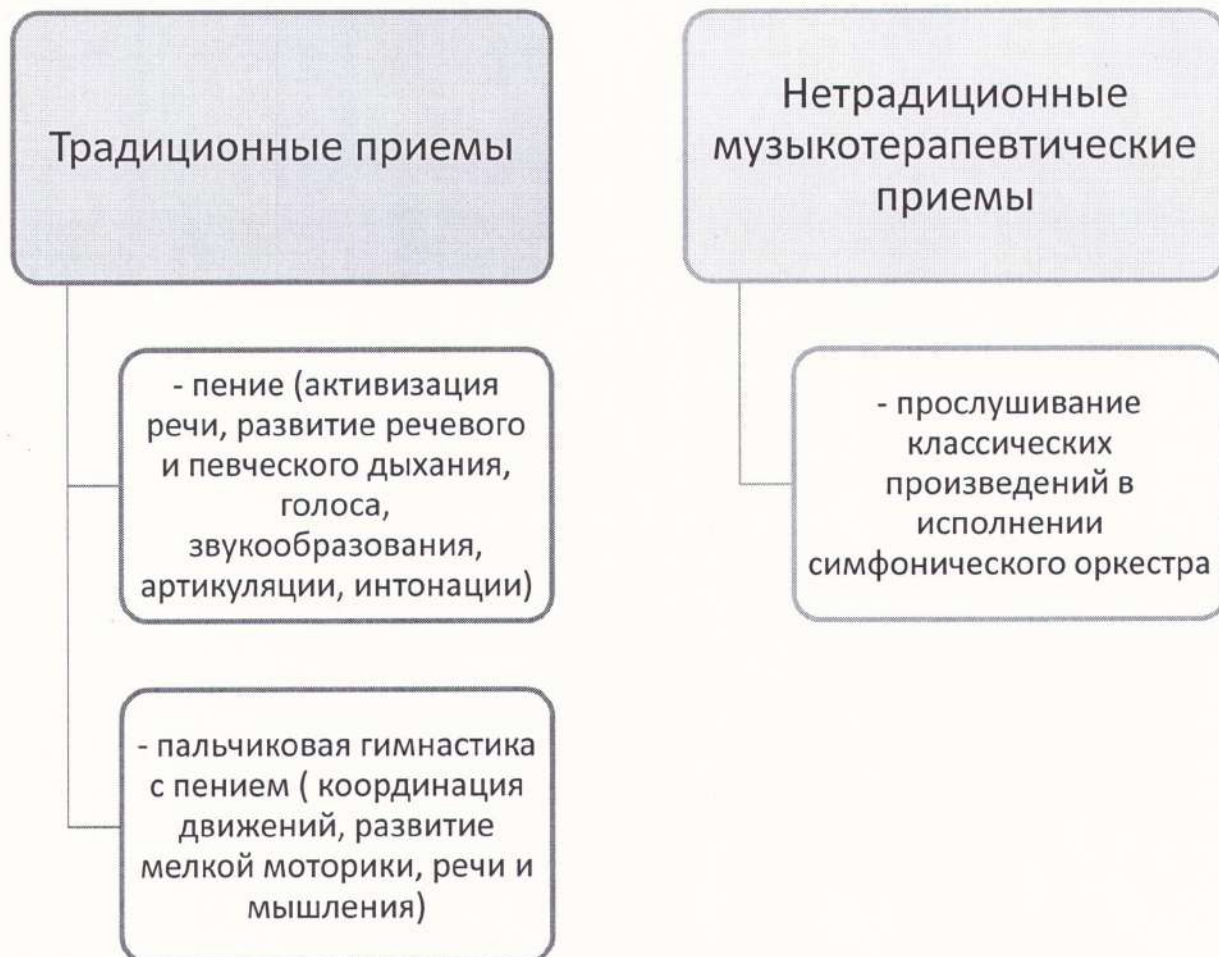 Традиционные приемы
- пение (активизация
речи, развитие речевого
и певческого дыхания,
голоса,
звукообразования,
артикуляции, интонации)
- пальчиковая гимнастика
с пением ( координация
движений, развитие
мелкой моторики, речи и
мышления)
Нетрадиционные
музыкотерапевтические
приемы
- прослушивание
классических
произведений в
исполнении
симфонического оркестра